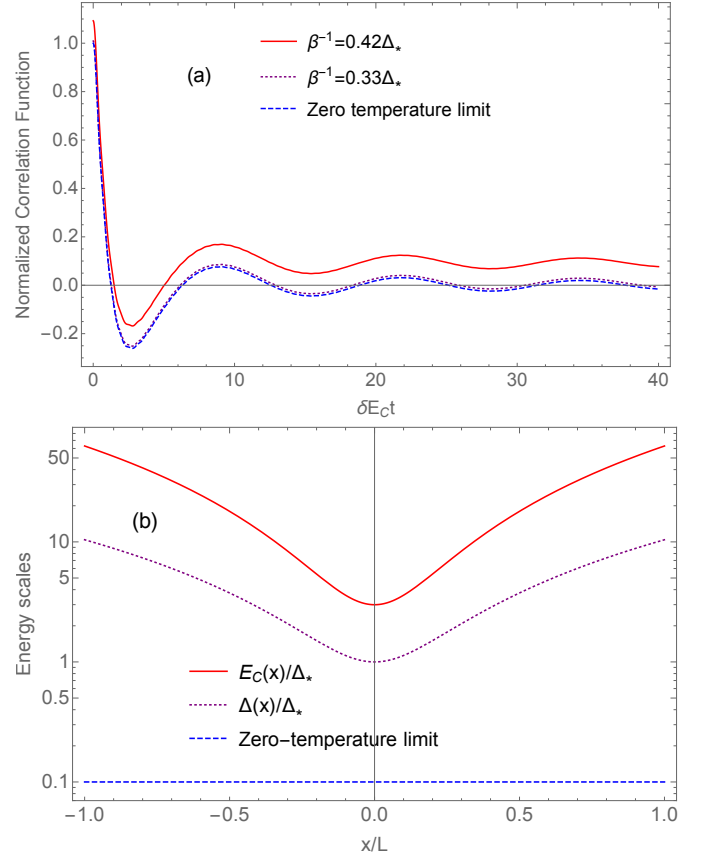 (a)
β⁻¹=0.42Δ*
β⁻¹=0.33Δ*
Zero temperature limit
Normalized Correlation Function
1.0
0.8
0.6
0.4
0.2
0.0
−0.2
0 10 20 30 40
δE_C t
(b)
E_C(x)/Δ*
Δ(x)/Δ*
Zero−temperature limit
Energy scales
50
10
5
1
0.5
0.1
−1.0 −0.5 0.0 0.5 1.0
x/L